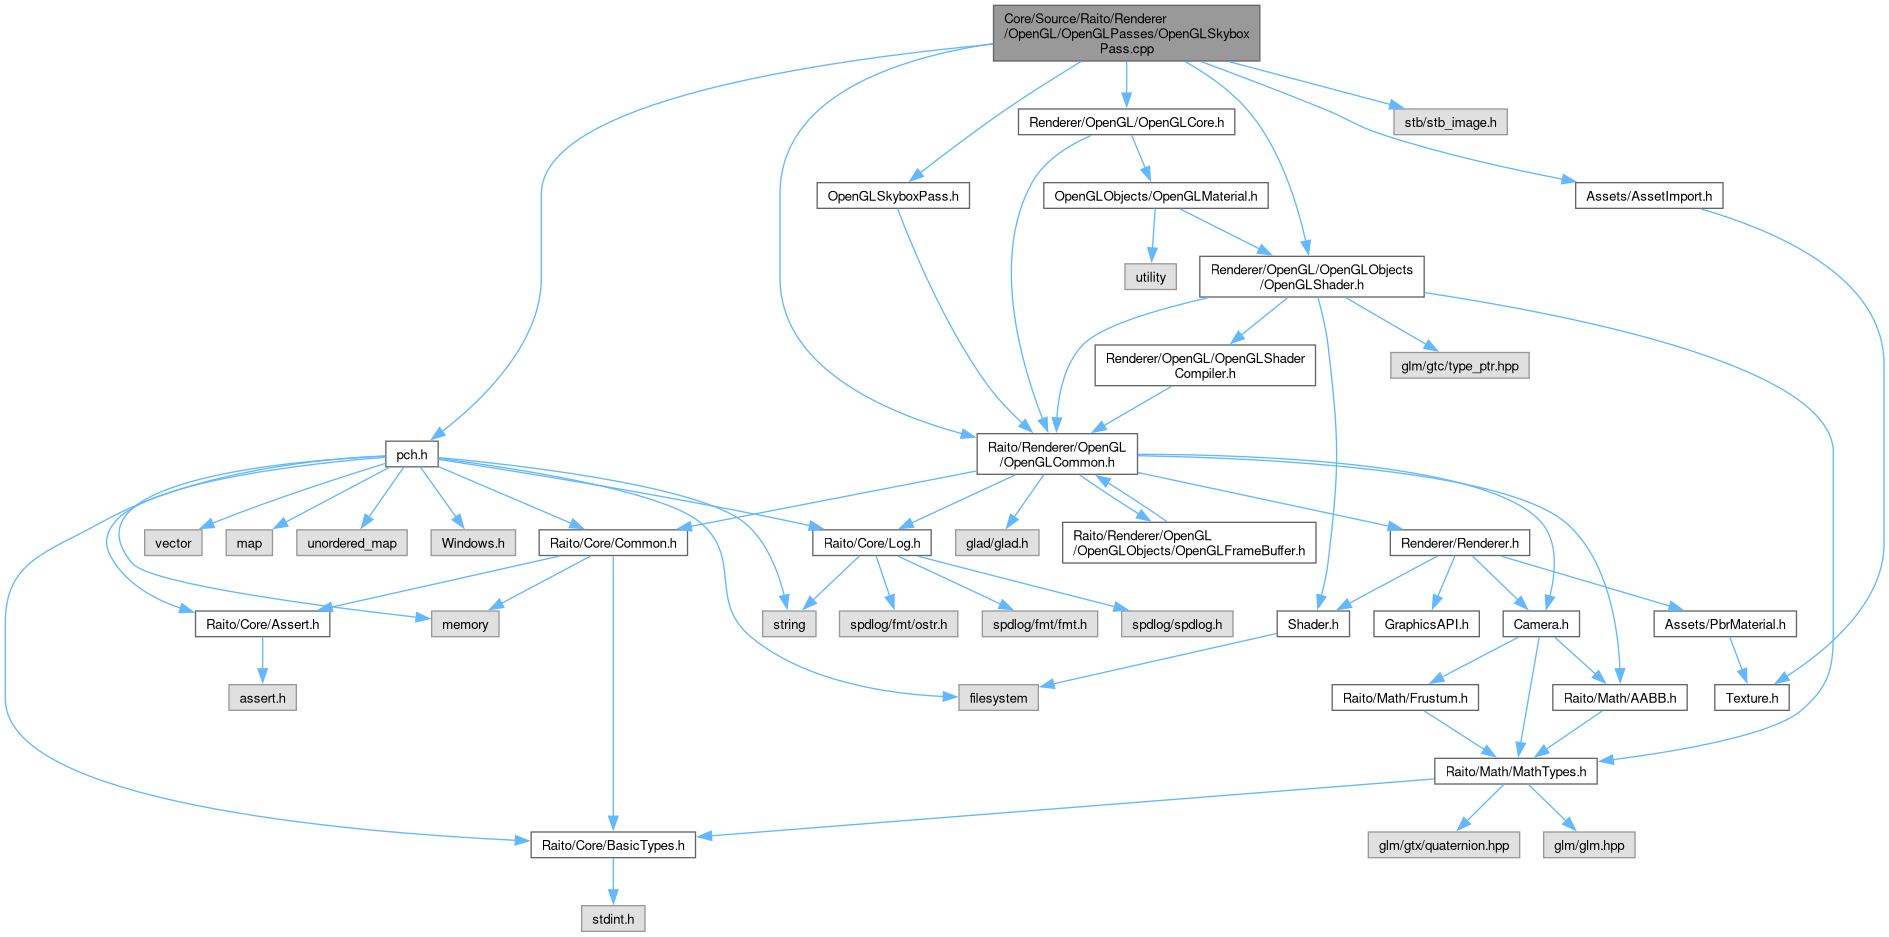 Core/Source/Raito/Renderer
/OpenGL/OpenGLPasses/OpenGLSkybox
Pass.cpp
stb/stb_image.h
Renderer/OpenGL/OpenGLCore.h
OpenGLSkyboxPass.h
OpenGLObjects/OpenGLMaterial.h
Assets/AssetImport.h
utility
Renderer/OpenGL/OpenGLObjects
/OpenGLShader.h
Renderer/OpenGL/OpenGLShader
Compiler.h
glm/gtc/type_ptr.hpp
pch.h
Raito/Renderer/OpenGL
/OpenGLCommon.h
vector
map
unordered_map
Windows.h
Raito/Core/Common.h
Raito/Core/Log.h
glad/glad.h
Raito/Renderer/OpenGL
/OpenGLObjects/OpenGLFrameBuffer.h
Renderer/Renderer.h
Raito/Core/Assert.h
memory
string
spdlog/fmt/ostr.h
spdlog/fmt/fmt.h
spdlog/spdlog.h
Shader.h
GraphicsAPI.h
Camera.h
Assets/PbrMaterial.h
assert.h
filesystem
Raito/Math/Frustum.h
Raito/Math/AABB.h
Texture.h
Raito/Math/MathTypes.h
Raito/Core/BasicTypes.h
glm/gtx/quaternion.hpp
glm/glm.hpp
stdint.h